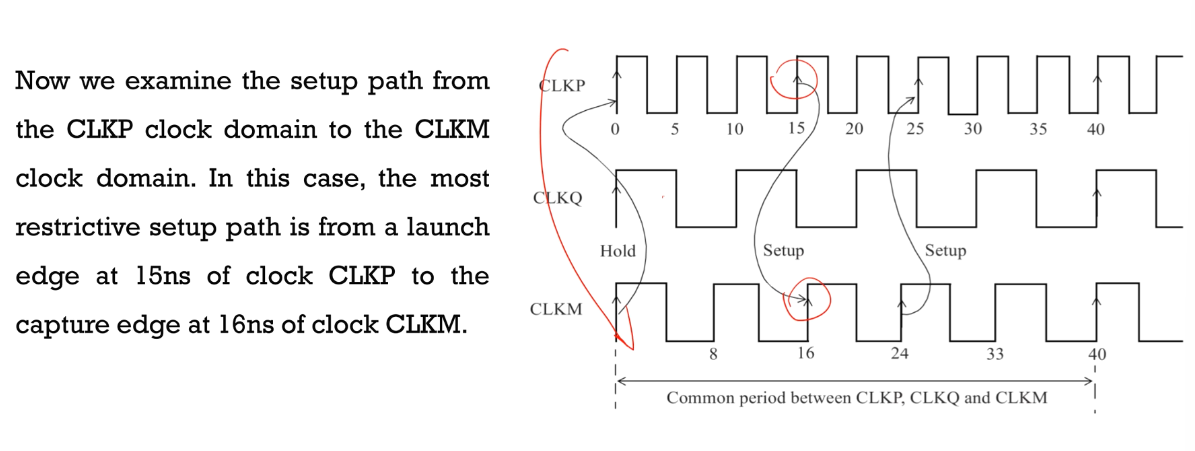 Now we examine the setup path from
the CLKP clock domain to the CLKM
clock domain. In this case, the most
restrictive setup path is from a launch
edge at 15ns of clock CLKP to the
capture edge at 16ns of clock CLKM.
CLKP
0 5 10 15 20 25 30 35 40
CLKQ
Hold Setup Setup
CLKM
8 16 24 33 40
Common period between CLKP, CLKQ and CLKM